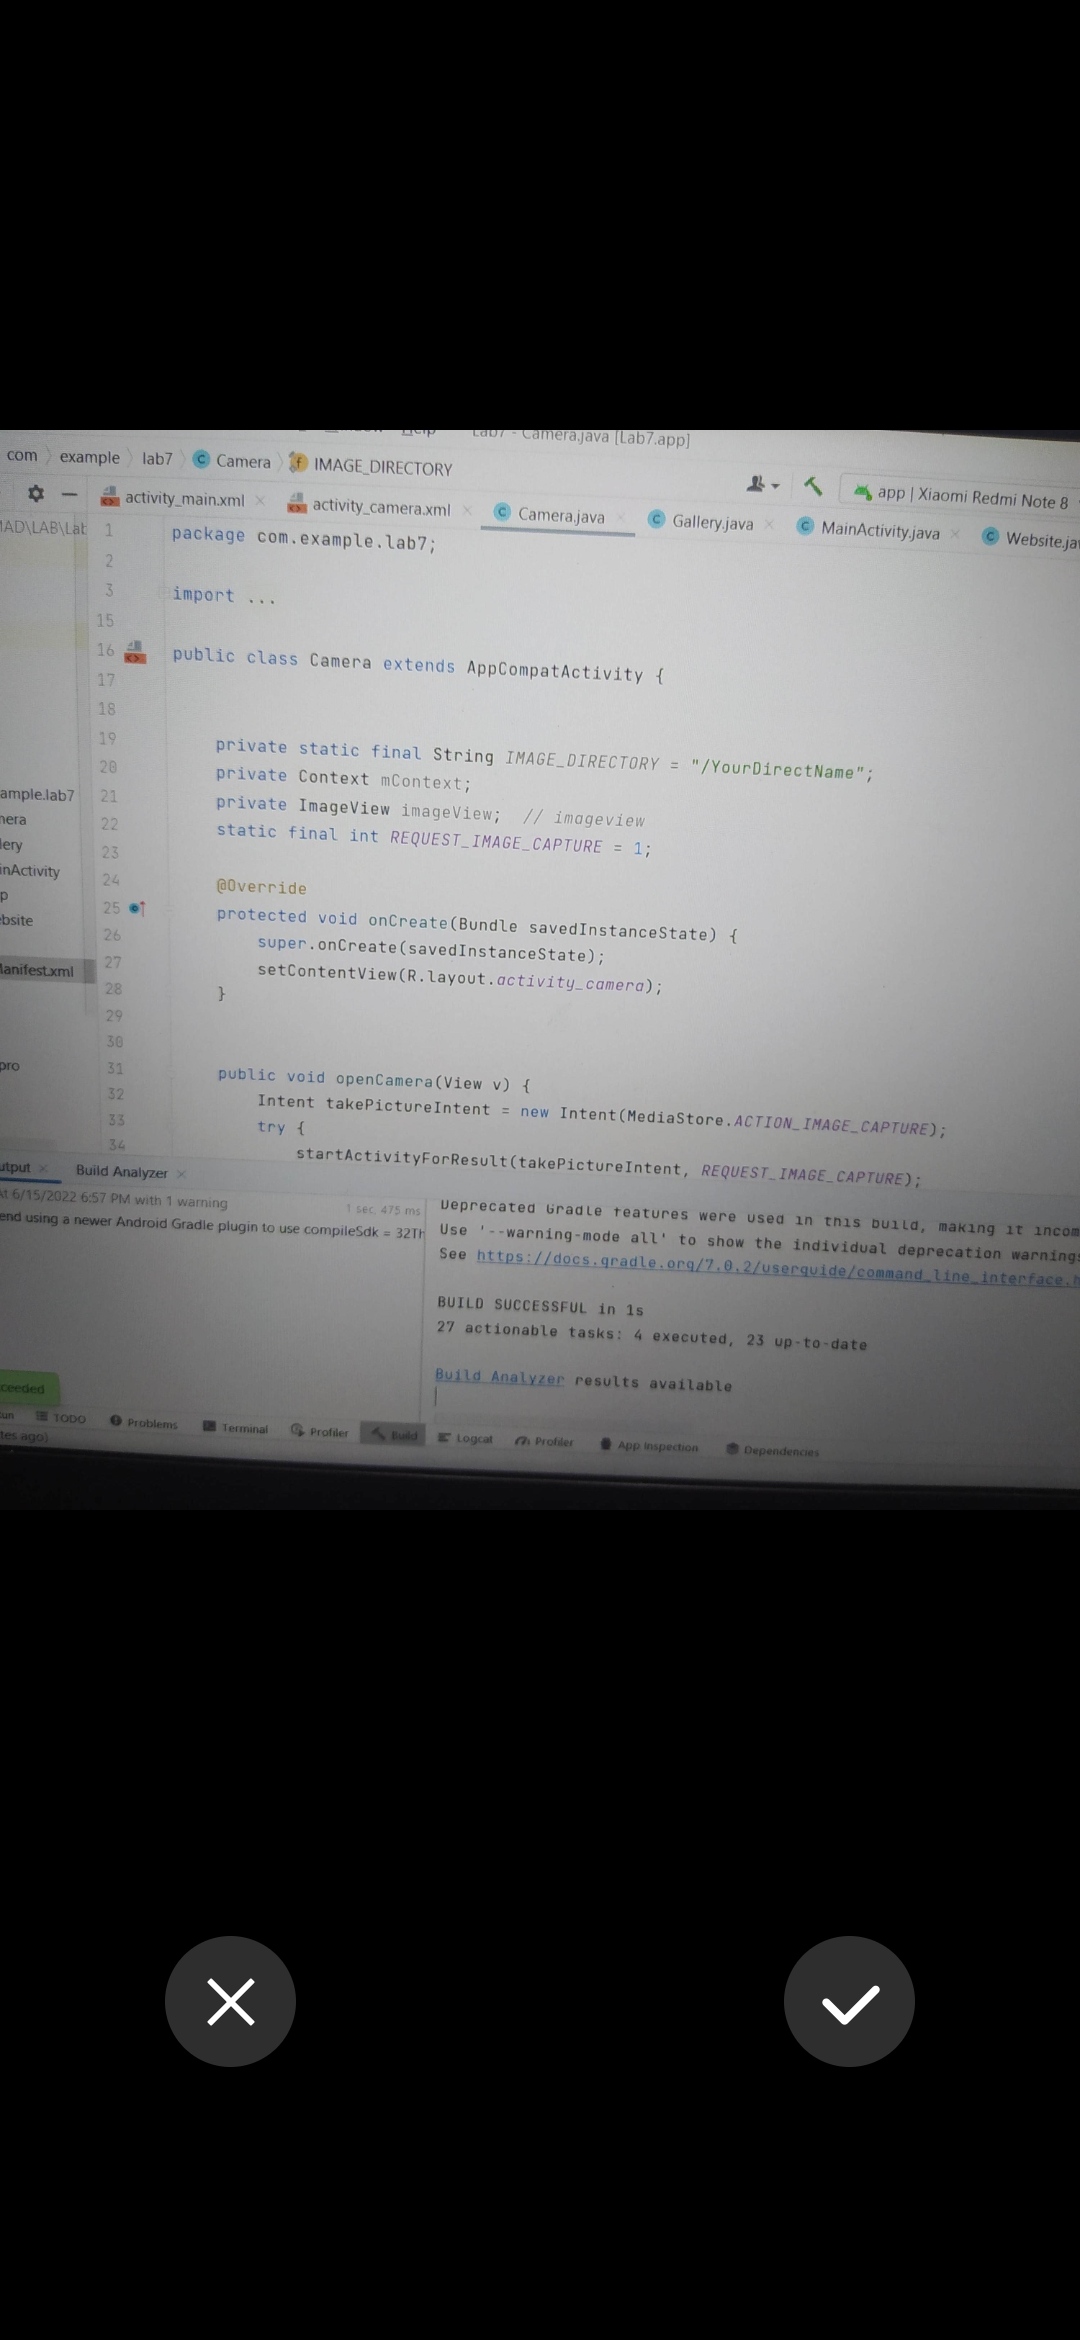 Lab7 - Camera.java [Lab7.app]
com example lab7 Camera IMAGE_DIRECTORY
app | Xiaomi Redmi Note 8
activity_main.xml activity_camera.xml Camera.java Gallery.java MainActivity.java Website.ja
AD\LAB\Lab
1 package com.example.lab7;
2
3 import ...
15
16 public class Camera extends AppCompatActivity {
17
18
19 private static final String IMAGE_DIRECTORY = "/YourDirectName";
20 private Context mContext;
21 private ImageView imageView; // imageview
22 static final int REQUEST_IMAGE_CAPTURE = 1;
23
24 @Override
25 protected void onCreate(Bundle savedInstanceState) {
26 super.onCreate(savedInstanceState);
27 setContentView(R.layout.activity_camera);
28 }
29
30
31 public void openCamera(View v) {
32 Intent takePictureIntent = new Intent(MediaStore.ACTION_IMAGE_CAPTURE);
33 try {
34 startActivityForResult(takePictureIntent, REQUEST_IMAGE_CAPTURE);
ample.lab7
nera
lery
inActivity
p
bsite
anifest.xml
pro
utput Build Analyzer
At 6/15/2022 6:57 PM with 1 warning 1 sec, 475 ms
end using a newer Android Gradle plugin to use compileSdk = 32Th
Deprecated Gradle features were used in this build, making it incom
Use '--warning-mode all' to show the individual deprecation warnings
See https://docs.gradle.org/7.0.2/userguide/command_line_interface.h
BUILD SUCCESSFUL in 1s
27 actionable tasks: 4 executed, 23 up-to-date
Build Analyzer results available
ceeded
un TODO Problems Terminal Profiler Build Logcat Profiler App Inspection Dependencies
tes ago)